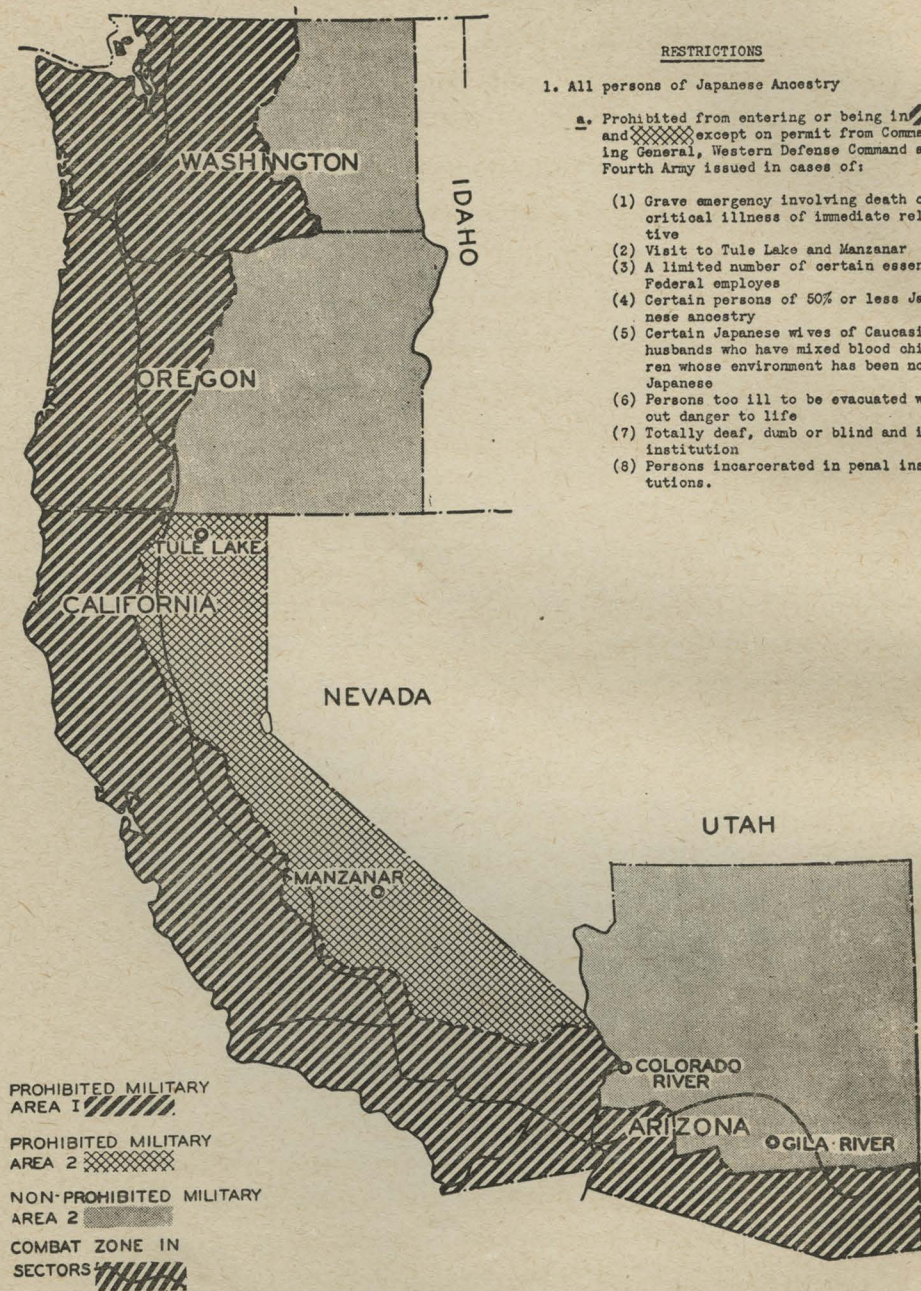 RESTRICTIONS
1. All persons of Japanese Ancestry
a. Prohibited from entering or being in
and except on permit from
ing General, Western Defense Command
Fourth Army issued in cases of:
(1) Grave emergency involving death
critical illness of immediate rel
tive
(2) Visit to Tule Lake and Manzanar
(3) A limited number of certain
Federal employes
(4) Certain persons of 50% or less
nese ancestry
(5) Certain Japanese wives of
husbands who have mixed blood
ren whose environment has been
Japanese
(6) Persons too ill to be evacuated
out danger to life
(7) Totally deaf, dumb or blind and
institution
(8) Persons incarcerated in penal
tutions.
WASHINGTON
IDAHO
OREGON
TULE LAKE
CALIFORNIA
NEVADA
UTAH
MANZANAR
COLORADO
RIVER
ARIZONA
GILA RIVER
PROHIBITED MILITARY
AREA I
PROHIBITED MILITARY
AREA 2
NON-PROHIBITED MILITARY
AREA 2
COMBAT ZONE IN
SECTORS